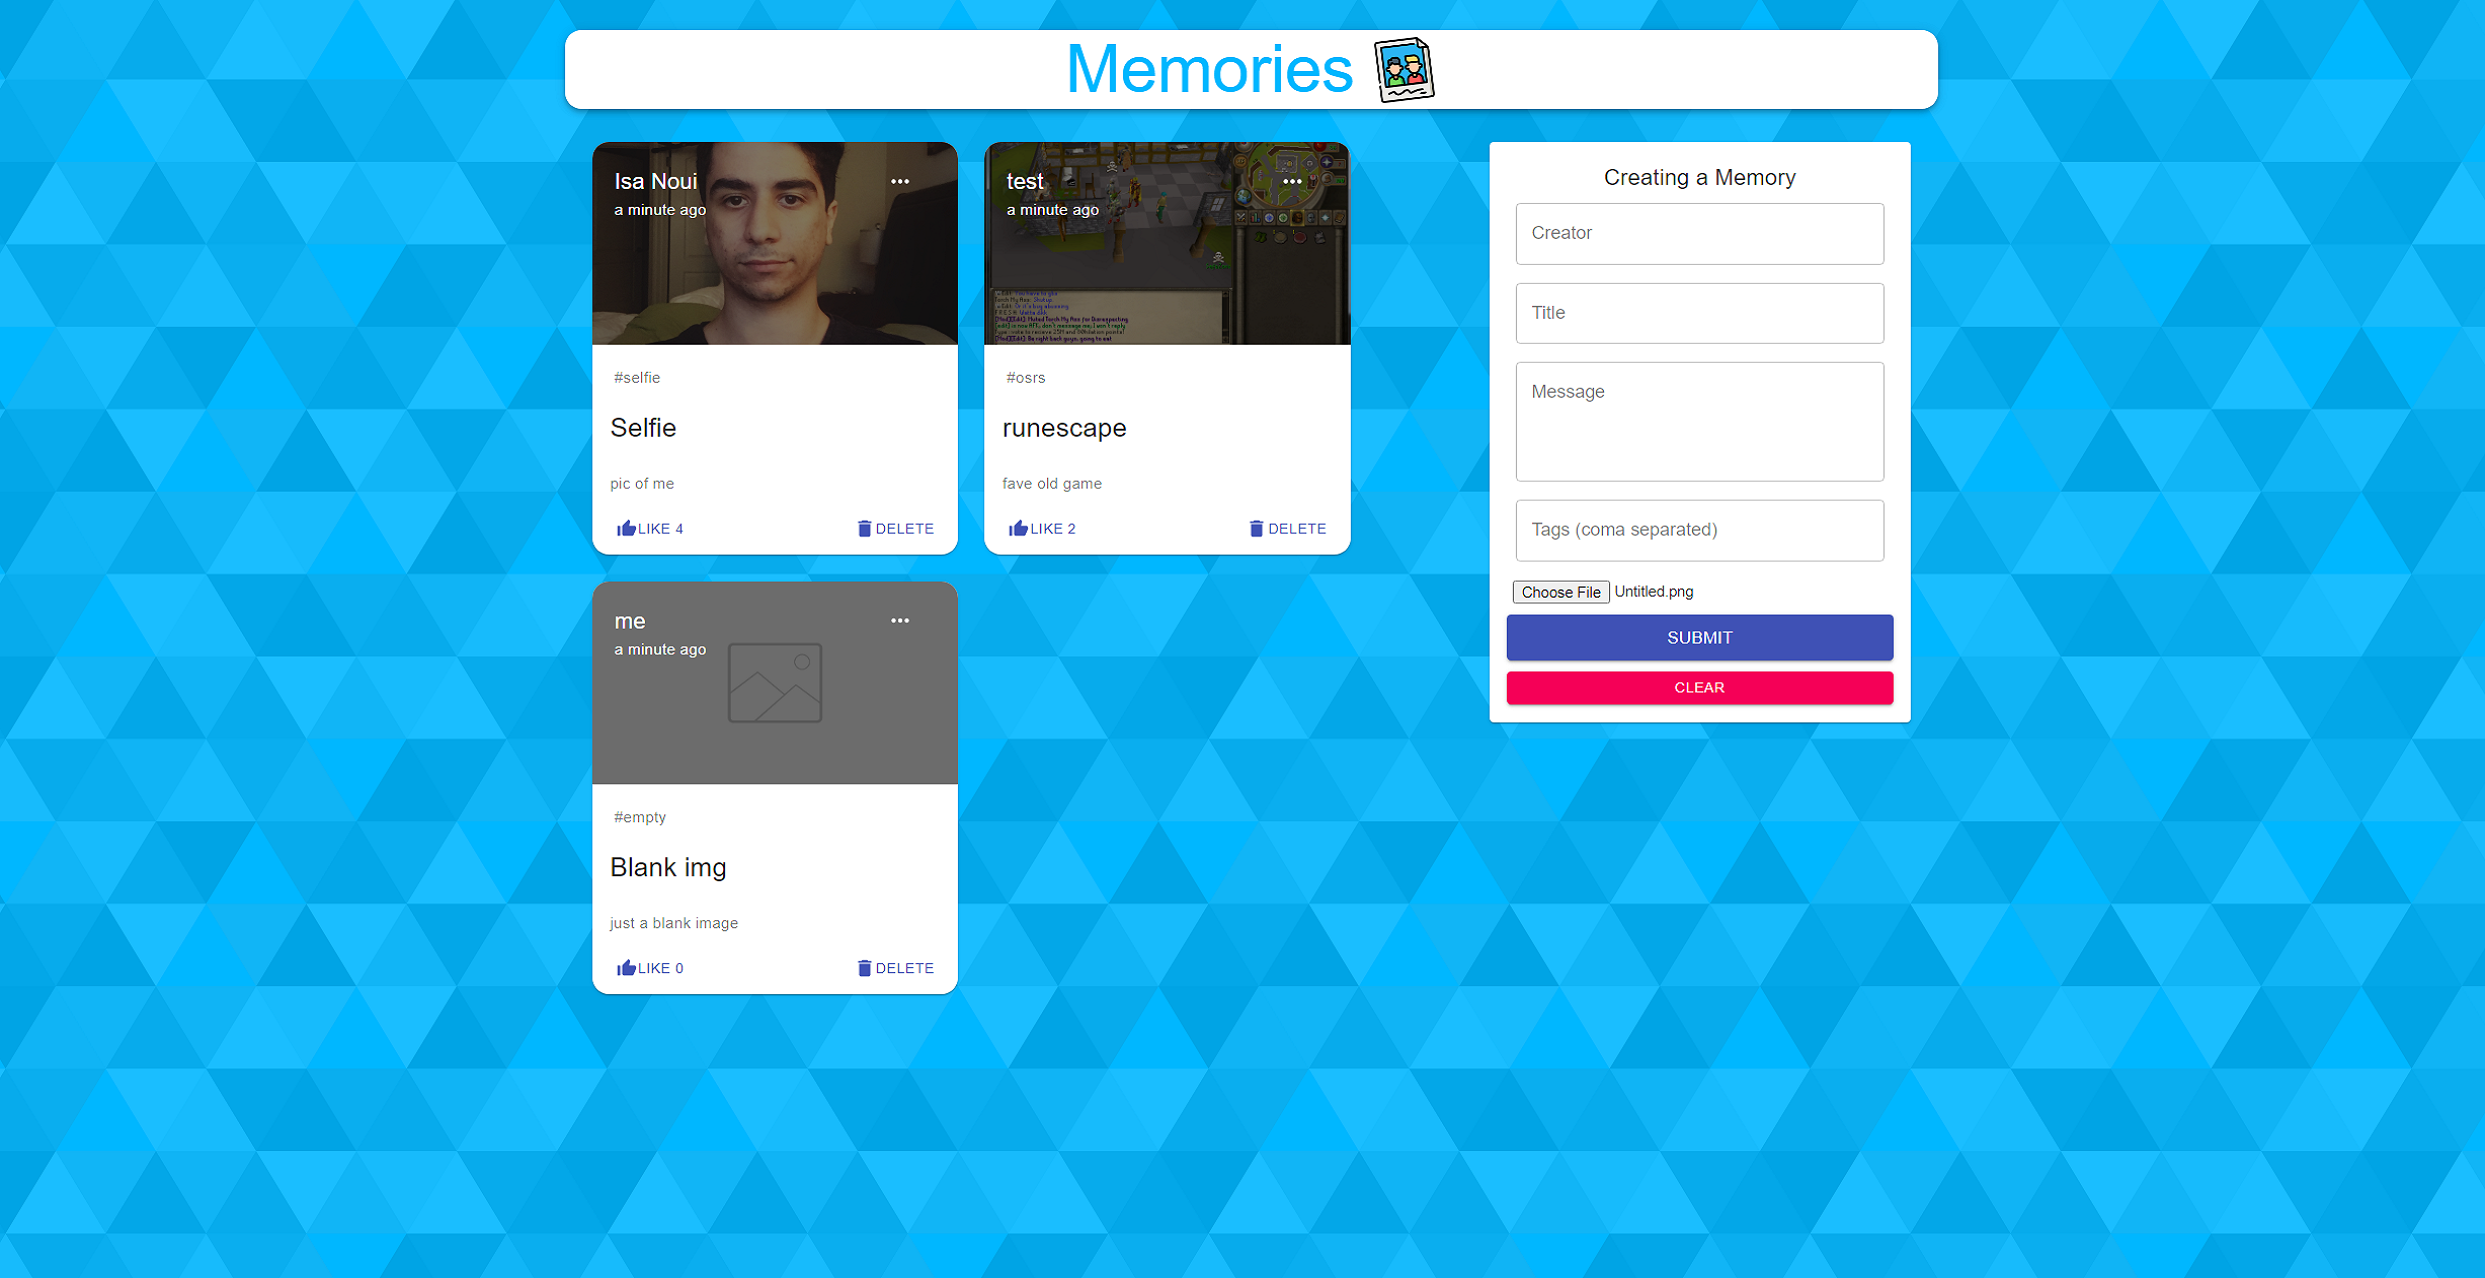 Memories
Isa Noui
a minute ago
#selfie
Selfie
pic of me
LIKE 4
DELETE
test
a minute ago
#osrs
runescape
fave old game
LIKE 2
DELETE
me
a minute ago
#empty
Blank img
just a blank image
LIKE 0
DELETE
Creating a Memory
Creator
Title
Message
Tags (coma separated)
Choose File Untitled.png
SUBMIT
CLEAR